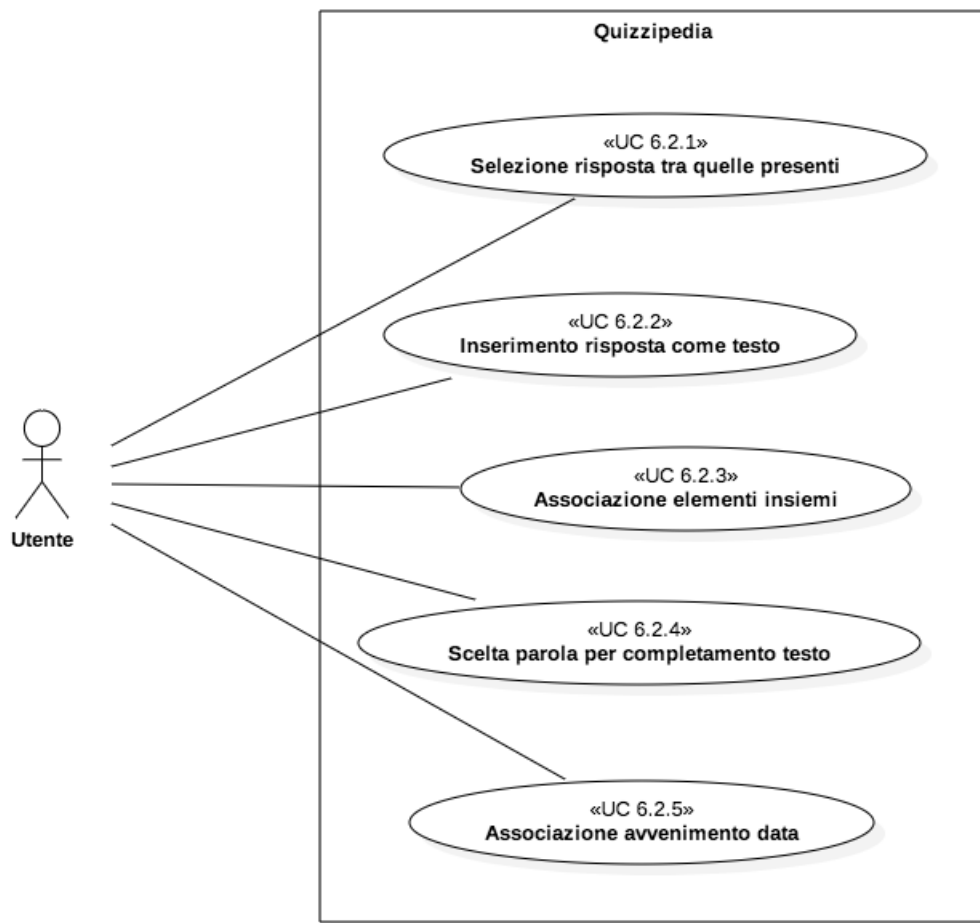 Quizzipedia
«UC 6.2.1»
Selezione risposta tra quelle presenti
«UC 6.2.2»
Inserimento risposta come testo
«UC 6.2.3»
Associazione elementi insiemi
Utente
«UC 6.2.4»
Scelta parola per completamento testo
«UC 6.2.5»
Associazione avvenimento data